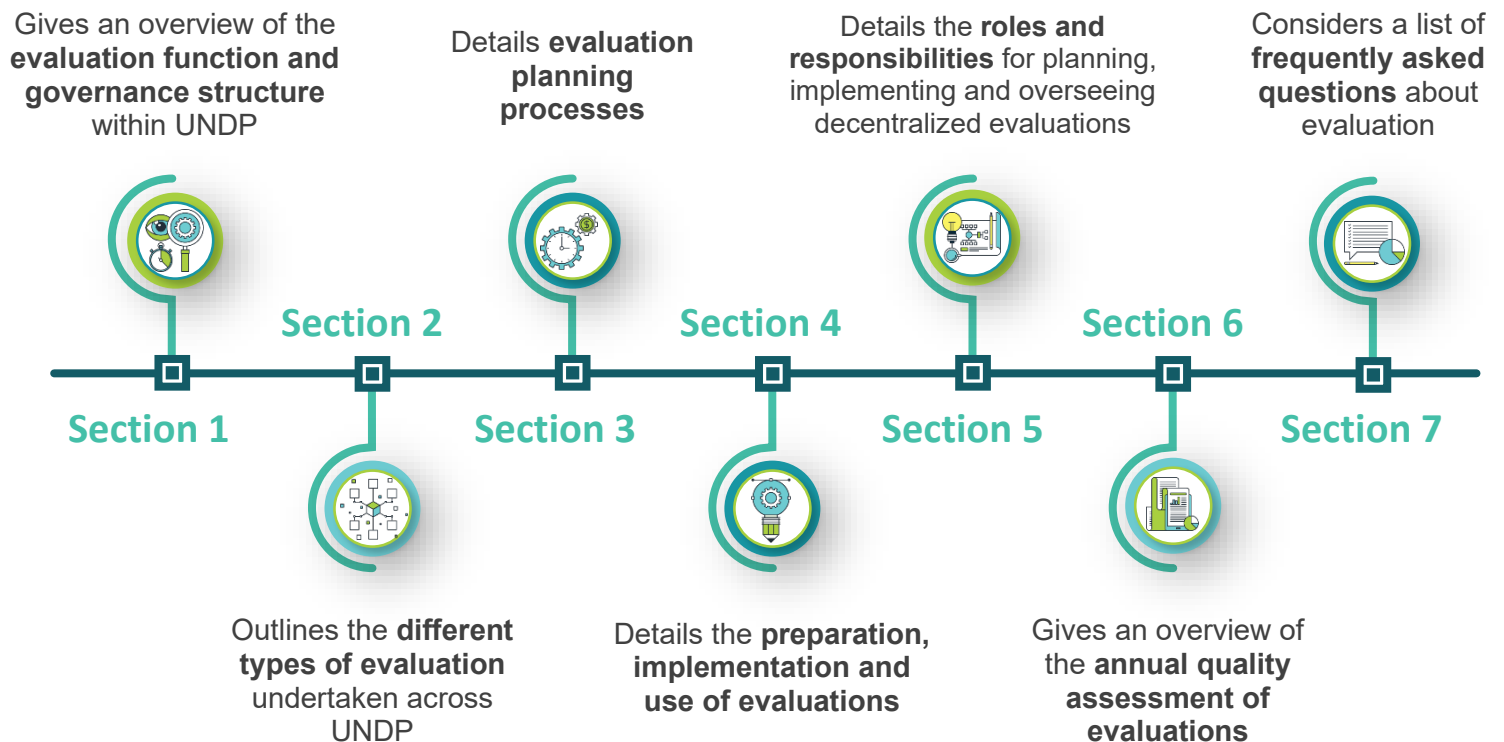 Gives an overview of the
evaluation function and
governance structure
within UNDP
Details evaluation
planning
processes
Details the roles and
responsibilities for planning,
implementing and overseeing
decentralized evaluations
Considers a list of
frequently asked
questions about
evaluation
$
Section 2
Section 4
Section 6
Section 1
Section 3
Section 5
Section 7
Outlines the different
types of evaluation
undertaken across
UNDP
Details the preparation,
implementation and
use of evaluations
Gives an overview of
the annual quality
assessment of
evaluations